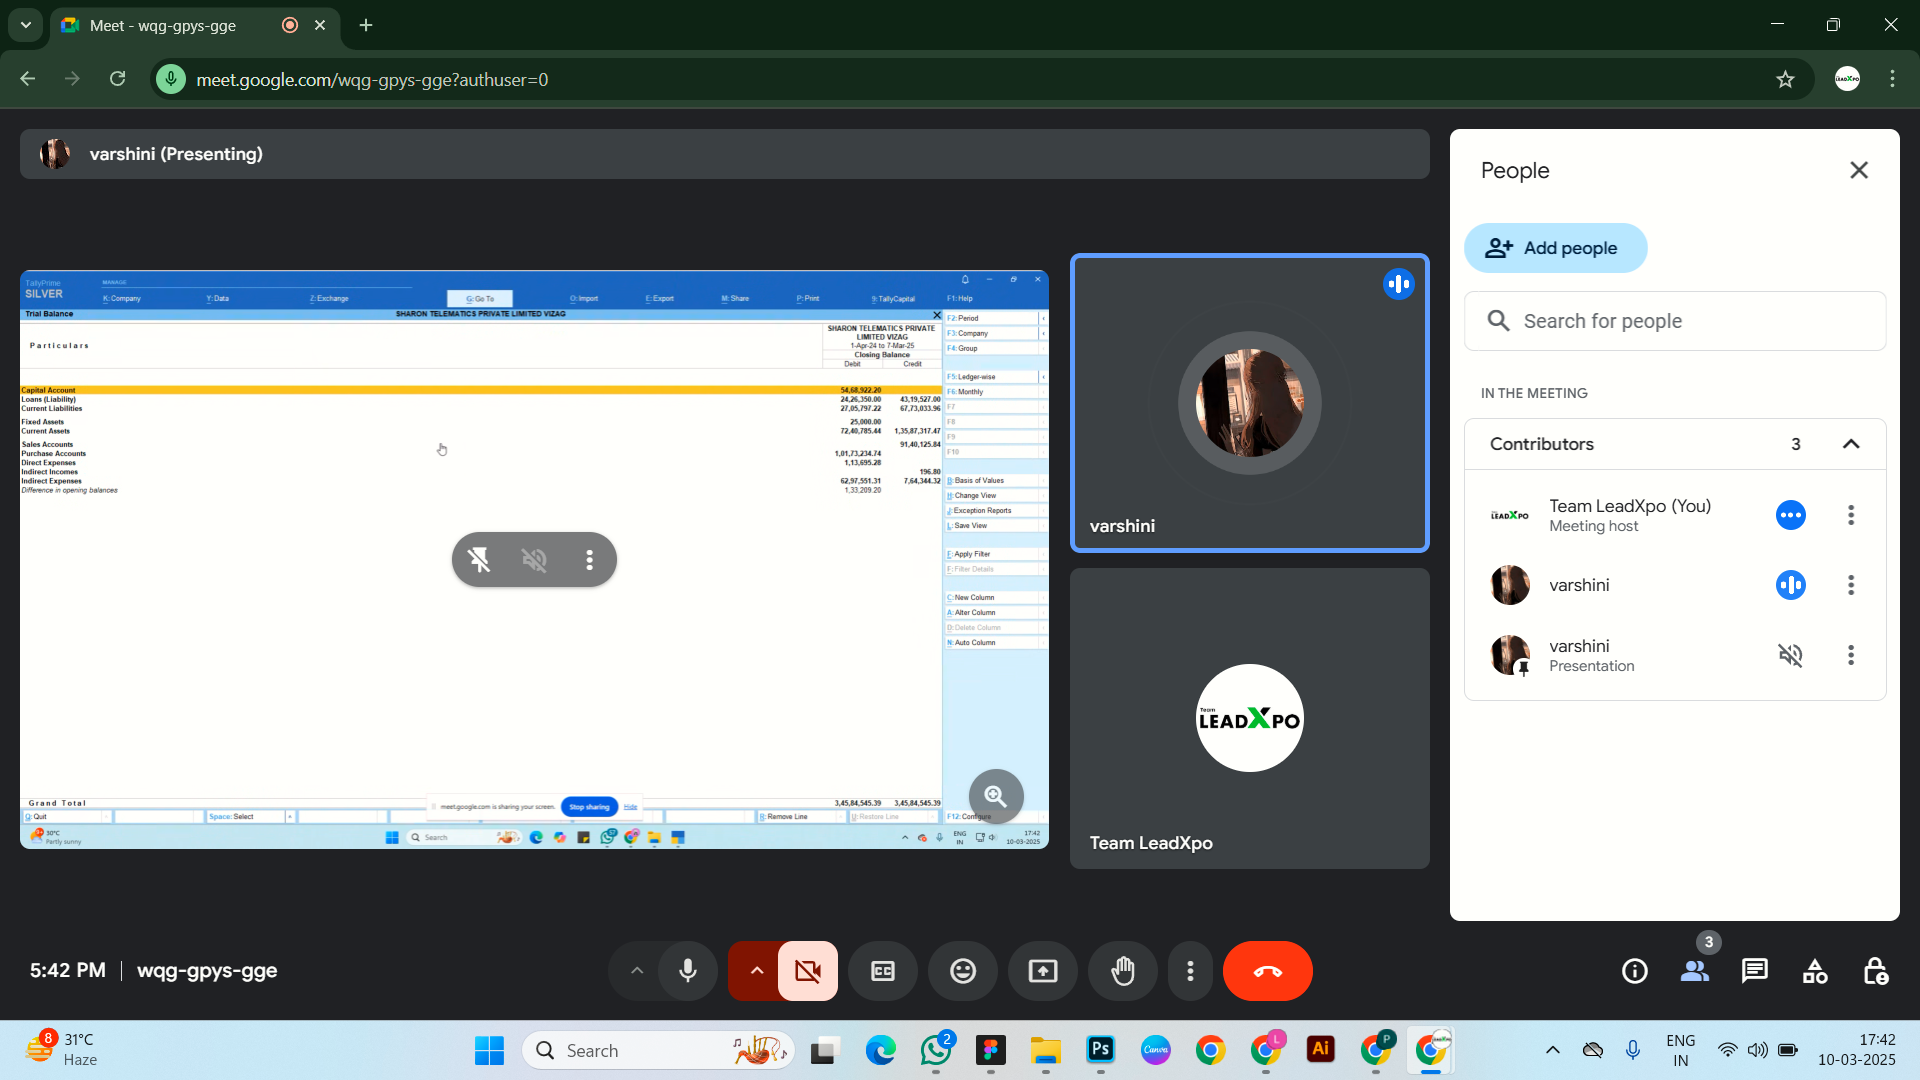 Meet - wqg-gpys-gge
meet.google.com/wqg-gpys-gge?authuser=0
varshini (Presenting)
TallyPrime
SILVER
MANAGE
K: Company
Y: Data
Z: Exchange
G: Go To
O: Import
E: Export
M: Share
P: Print
9: TallyCapital
F1: Help
Trial Balance
SHARON TELEMATICS PRIVATE LIMITED VIZAG
Particulars
SHARON TELEMATICS PRIVATE
LIMITED VIZAG
1-Apr-24 to 7-Mar-25
Closing Balance
Debit Credit
Capital Account 54,68,922.20
Loans (Liability) 24,26,350.00 43,19,527.00
Current Liabilities 27,05,797.22 67,73,033.96
Fixed Assets 25,000.00
Current Assets 72,40,785.44 1,35,87,317.47
Sales Accounts 91,40,125.84
Purchase Accounts 1,01,73,234.74
Direct Expenses 1,13,695.28
Indirect Incomes 196.80
Indirect Expenses 62,97,551.31 7,64,344.32
Difference in opening balances 1,33,209.20
Grand Total 3,45,84,545.39 3,45,84,545.39
F2: Period
F3: Company
F4: Group
F5: Ledger-wise
F6: Monthly
F7
F8
F9
F10
B: Basis of Values
H: Change View
J: Exception Reports
L: Save View
E: Apply Filter
F: Filter Details
C: New Column
A: Alter Column
D: Delete Column
N: Auto Column
F12: Configure
Q: Quit
Space: Select
R: Remove Line
U: Restore Line
meet.google.com is sharing your screen.
Stop sharing
Hide
30°C
Partly sunny
Search
ENG
IN
17:42
10-03-2025
varshini
Team
LEADXPO
Team LeadXpo
People
Add people
Search for people
IN THE MEETING
Contributors 3
LEADXPO
Team LeadXpo (You)
Meeting host
varshini
varshini
Presentation
5:42 PM
wqg-gpys-gge
3
8
31°C
Haze
Search
2
Ps
Canva
L
Ai
P
ENG
IN
17:42
10-03-2025